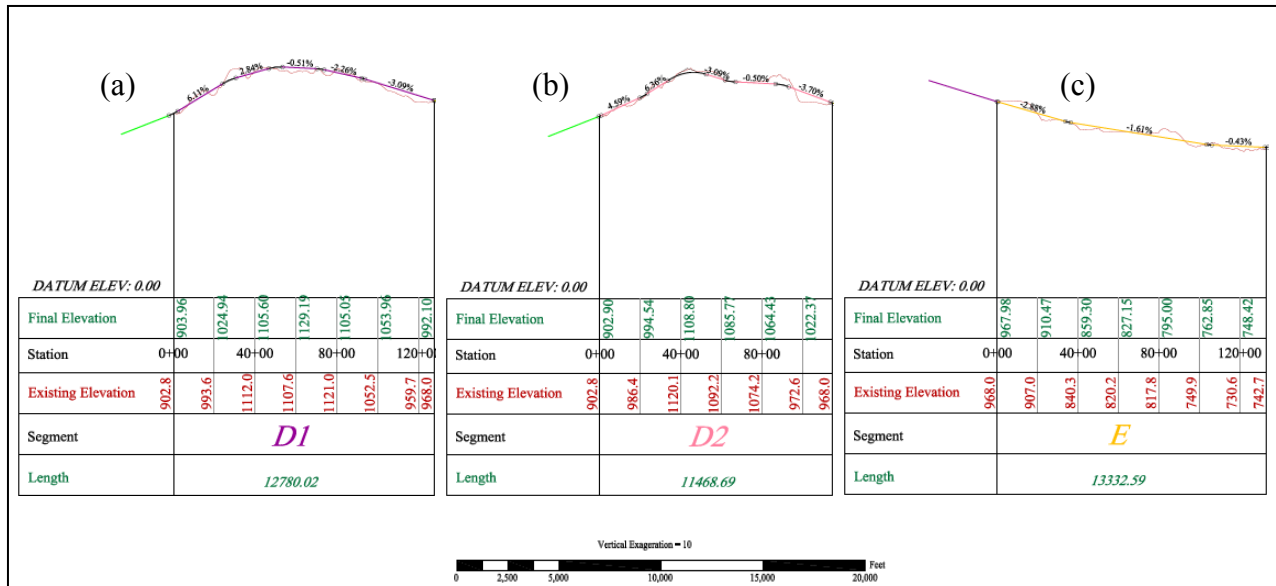 (a)
6.11%
2.84%
-0.51%
-2.26%
-3.09%
DATUM ELEV: 0.00
Final Elevation 903.96 1024.94 1105.60 1129.19 1105.05 1053.96 992.10
Station 0+00 40+00 80+00 120+00
Existing Elevation 902.8 993.6 1112.0 1107.6 1121.0 1052.5 959.7 968.0
Segment D1
Length 12780.02
(b)
4.59%
6.36%
-3.09%
-0.50%
-3.70%
DATUM ELEV: 0.00
Final Elevation 902.90 994.54 1108.80 1085.77 1064.43 1022.37
Station 0+00 40+00 80+00
Existing Elevation 902.8 986.4 1120.1 1092.2 1074.2 972.6 968.0
Segment D2
Length 11468.69
(c)
-2.88%
-1.61%
-0.43%
DATUM ELEV: 0.00
Final Elevation 967.98 910.47 859.30 827.15 795.00 762.85 748.42
Station 0+00 40+00 80+00 120+00
Existing Elevation 968.0 907.0 840.3 820.2 817.8 749.9 730.6 742.7
Segment E
Length 13332.59
Vertical Exageration = 10
Feet
0 2,500 5,000 10,000 15,000 20,000